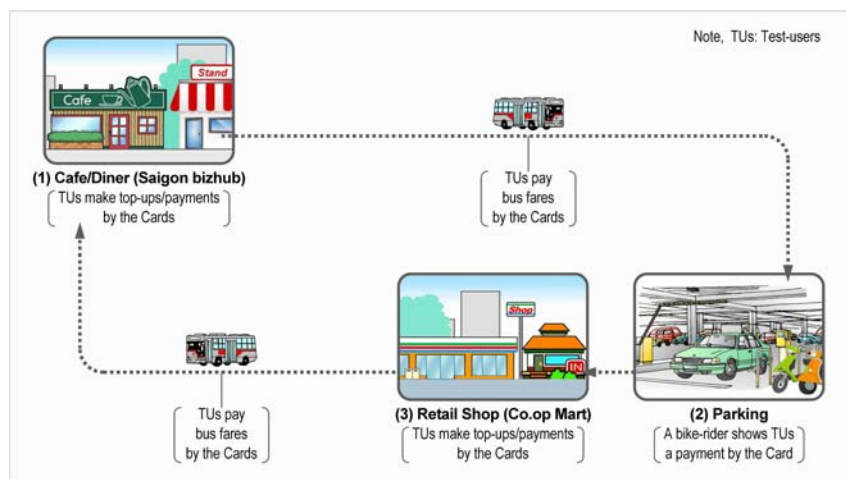 Note, TUs: Test-users
Stand
Cafe
(1) Cafe/Diner (Saigon bizhub)
TUs make top-ups/payments
by the Cards
TUs pay
bus fares
by the Cards
Shop
IN
TUs pay
bus fares
by the Cards
(3) Retail Shop (Co.op Mart)
TUs make top-ups/payments
by the Cards
(2) Parking
A bike-rider shows TUs
a payment by the Card